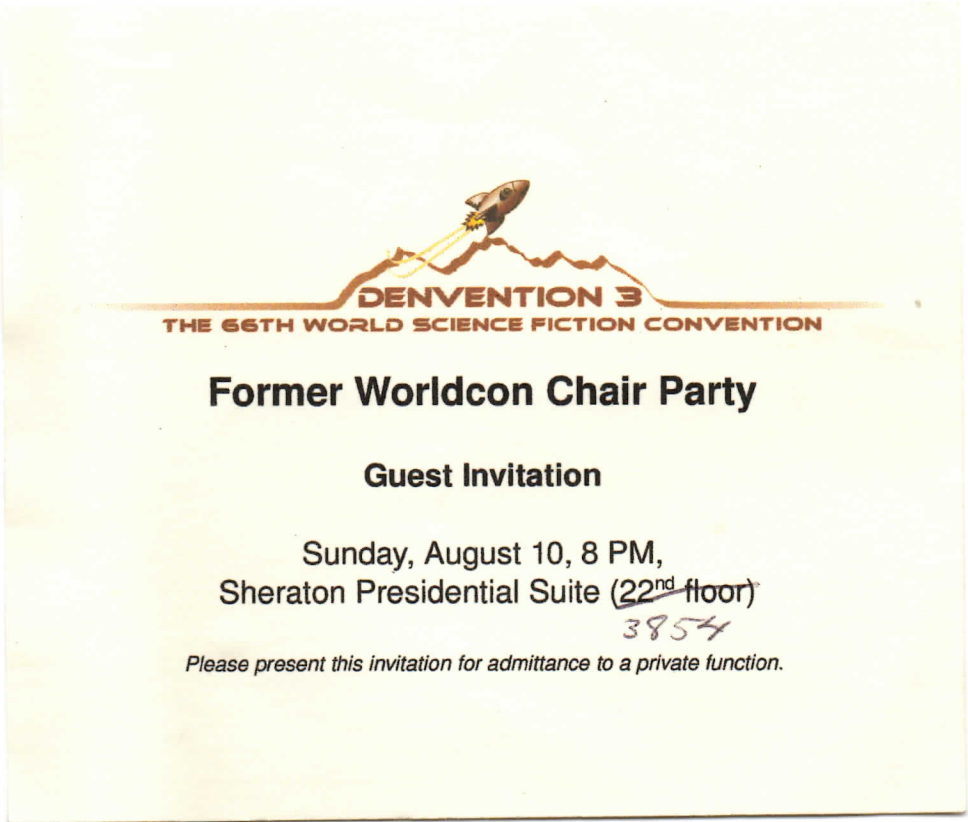 DENVENTION 3
THE 66TH WORLD SCIENCE FICTION CONVENTION
Former Worldcon Chair Party
Guest Invitation
Sunday, August 10, 8 PM,
Sheraton Presidential Suite (22nd floor)
3854
Please present this invitation for admittance to a private function.